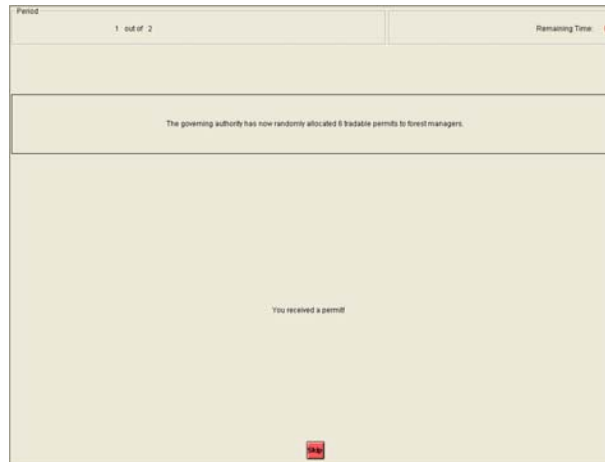 Period
1 out of 2
Remaining Time:
The governing authority has now randomly allocated 6 tradable permits to forest managers.
You received a permit!
Skip